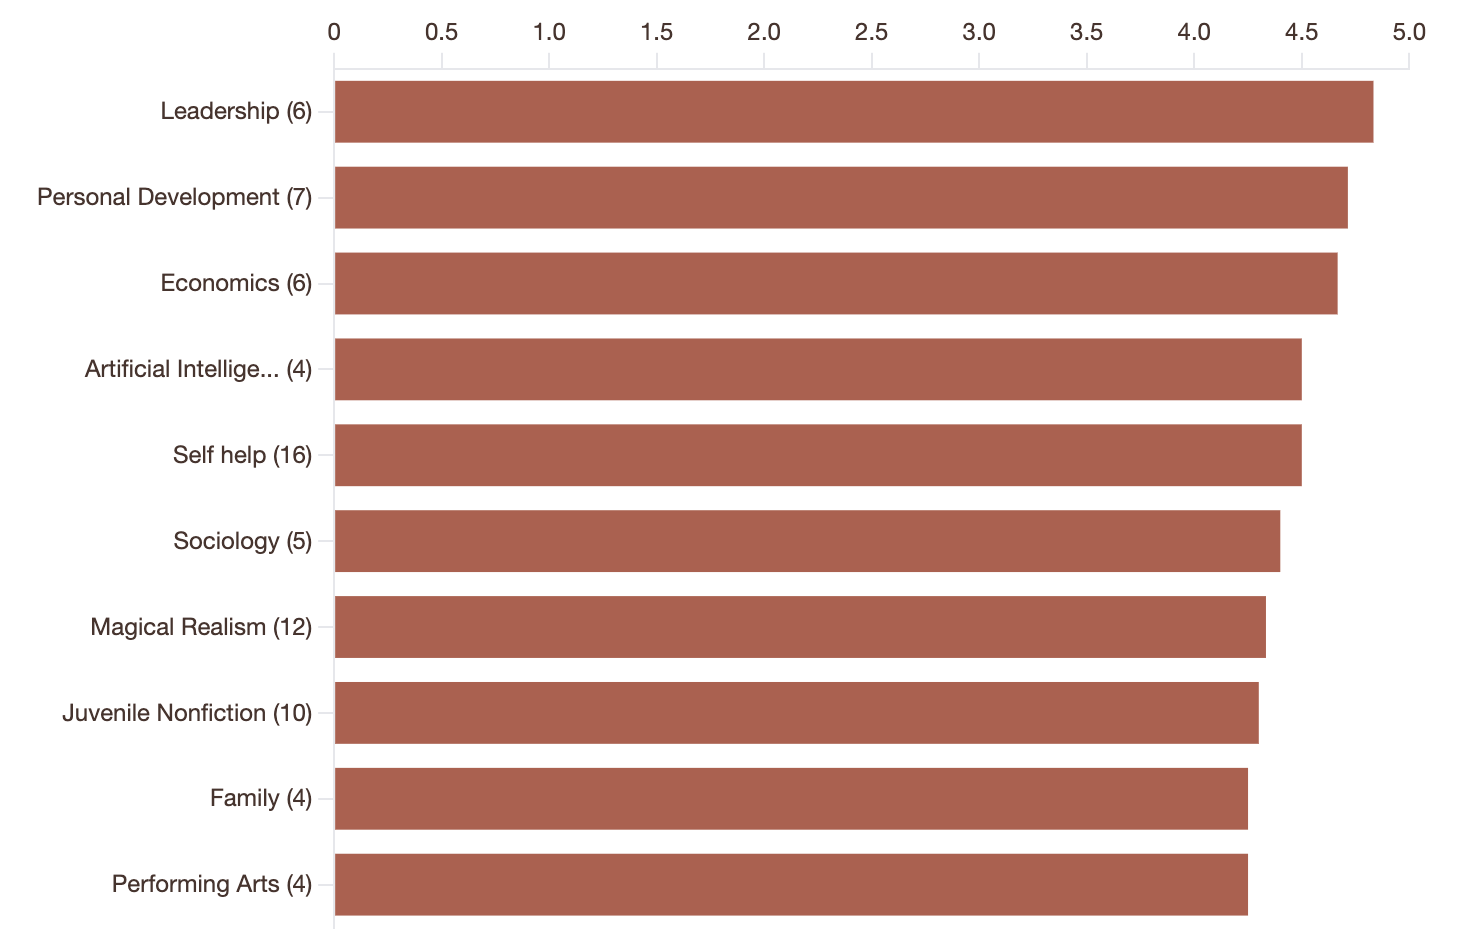 0 0.5 1.0 1.5 2.0 2.5 3.0 3.5 4.0 4.5 5.0
Leadership (6)
Personal Development (7)
Economics (6)
Artificial Intellige... (4)
Self help (16)
Sociology (5)
Magical Realism (12)
Juvenile Nonfiction (10)
Family (4)
Performing Arts (4)